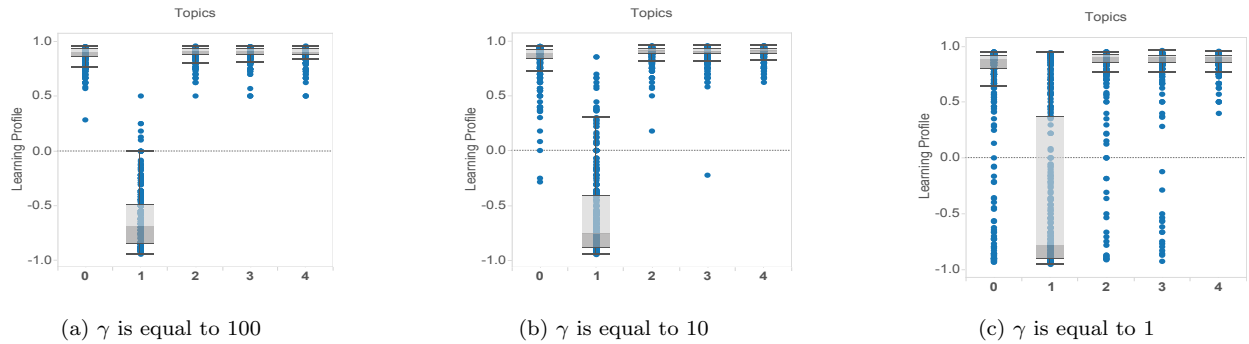 Topics
Learning Profile
1.0
0.5
0.0
-0.5
-1.0
0 1 2 3 4
(a) γ is equal to 100
Topics
Learning Profile
1.0
0.5
0.0
-0.5
-1.0
0 1 2 3 4
(b) γ is equal to 10
Topics
Learning Profile
1.0
0.5
0.0
-0.5
-1.0
0 1 2 3 4
(c) γ is equal to 1